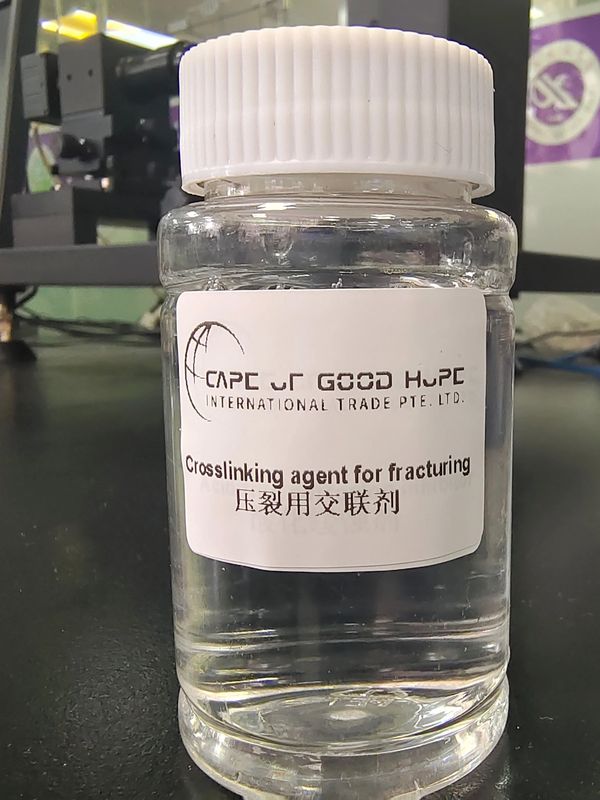 CAPE OF GOOD HOPE
INTERNATIONAL TRADE PTE. LTD.
Crosslinking agent for fracturing
压裂用交联剂